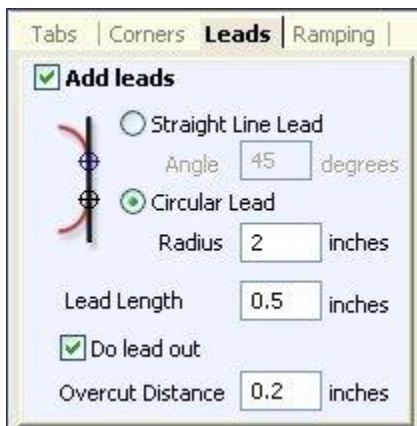 Tabs | Corners Leads | Ramping |
Add leads
Straight Line Lead
Angle 45 degrees
Circular Lead
Radius 2 inches
Lead Length 0.5 inches
Do lead out
Overcut Distance 0.2 inches